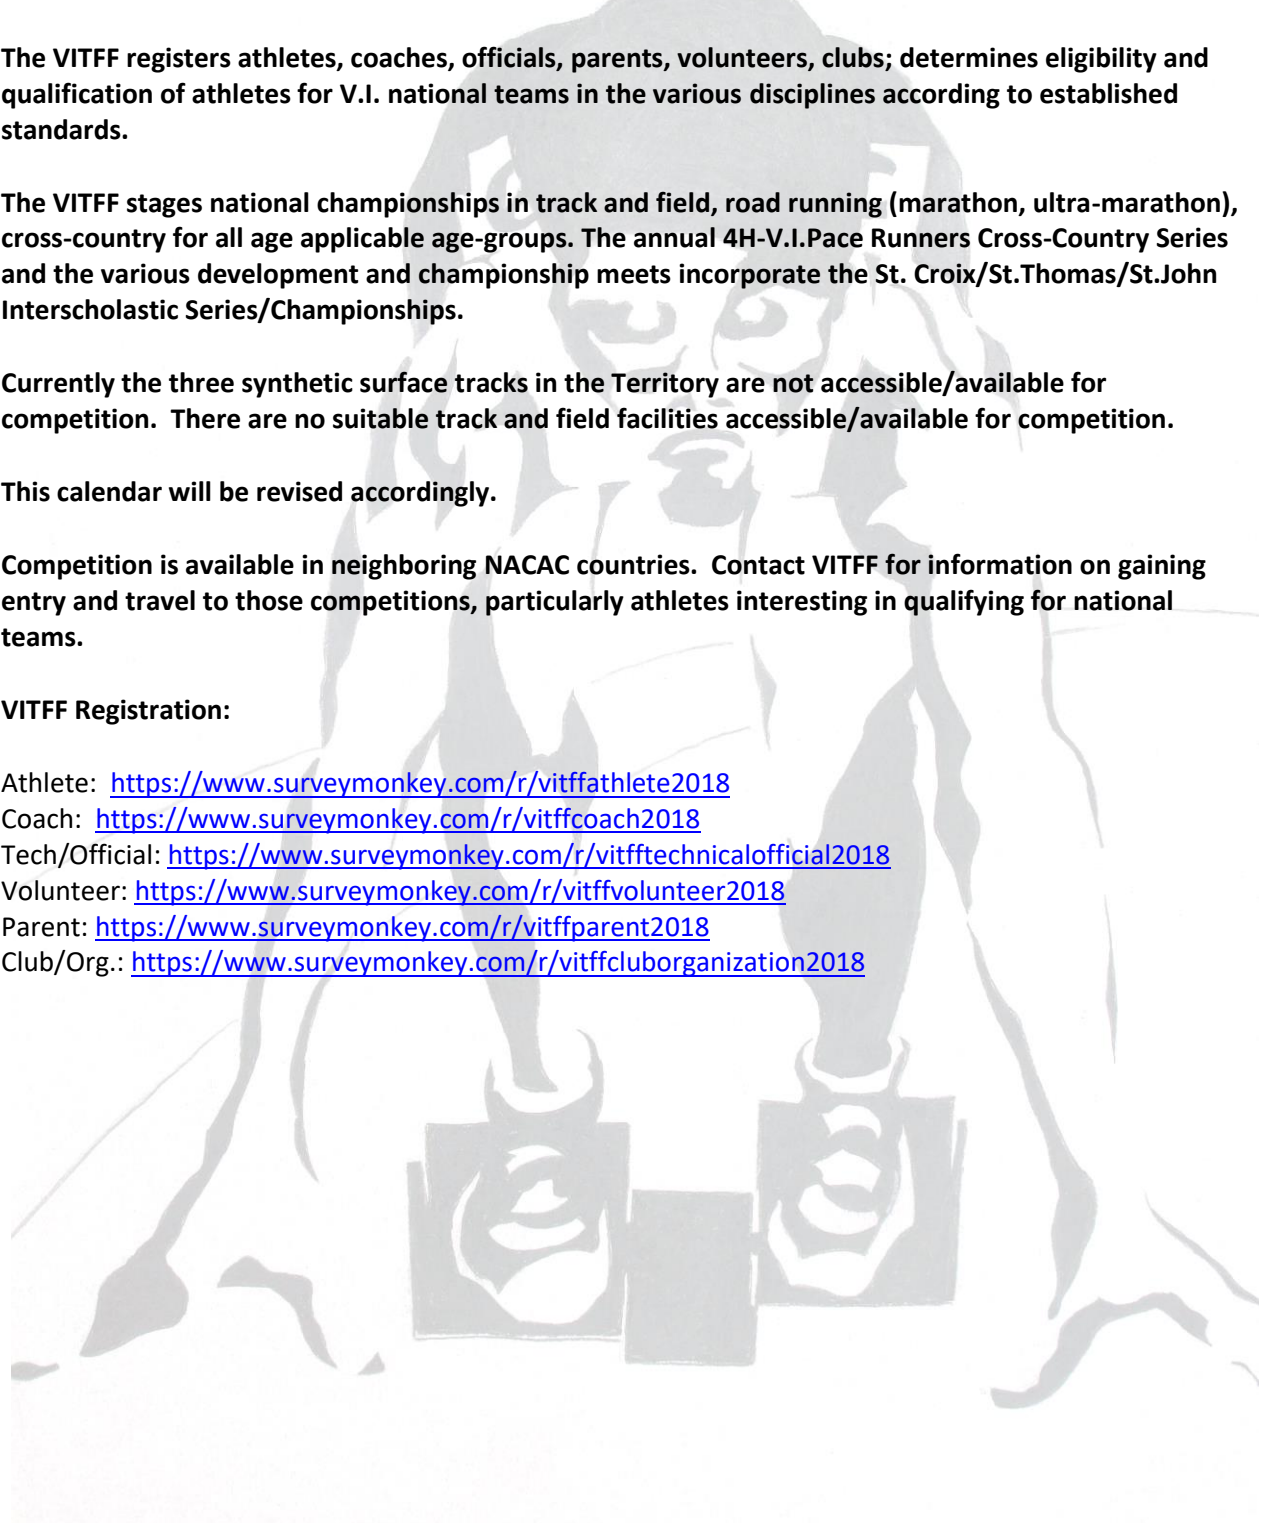 The VITFF registers athletes, coaches, officials, parents, volunteers, clubs; determines eligibility and
qualification of athletes for V.I. national teams in the various disciplines according to established
standards.
The VITFF stages national championships in track and field, road running (marathon, ultra-marathon),
cross-country for all age applicable age-groups. The annual 4H-V.I.Pace Runners Cross-Country Series
and the various development and championship meets incorporate the St. Croix/St.Thomas/St.John
Interscholastic Series/Championships.
Currently the three synthetic surface tracks in the Territory are not accessible/available for
competition.  There are no suitable track and field facilities accessible/available for competition.
This calendar will be revised accordingly.
Competition is available in neighboring NACAC countries.  Contact VITFF for information on gaining
entry and travel to those competitions, particularly athletes interesting in qualifying for national
teams.
VITFF Registration:
Athlete:  https://www.surveymonkey.com/r/vitffathlete2018
Coach:  https://www.surveymonkey.com/r/vitffcoach2018
Tech/Official: https://www.surveymonkey.com/r/vitfftechnicalofficial2018
Volunteer: https://www.surveymonkey.com/r/vitffvolunteer2018
Parent: https://www.surveymonkey.com/r/vitffparent2018
Club/Org.: https://www.surveymonkey.com/r/vitffcluborganization2018